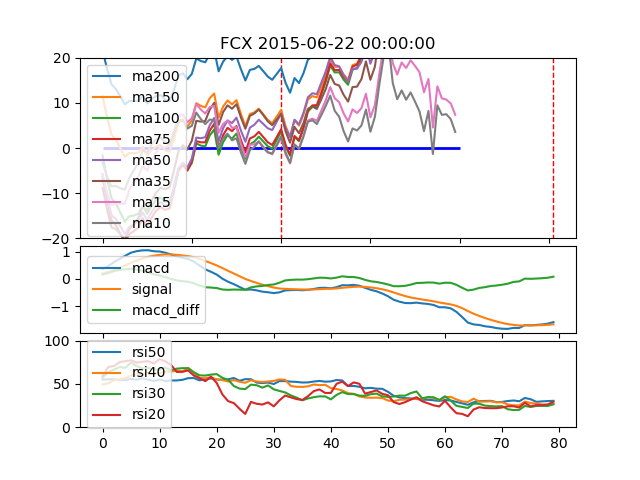 FCX 2015-06-22 00:00:00
20
10
0
−10
−20
ma200
ma150
ma100
ma75
ma50
ma35
ma15
ma10
1
0
−1
macd
signal
macd_diff
100
50
0
rsi50
rsi40
rsi30
rsi20
0 10 20 30 40 50 60 70 80